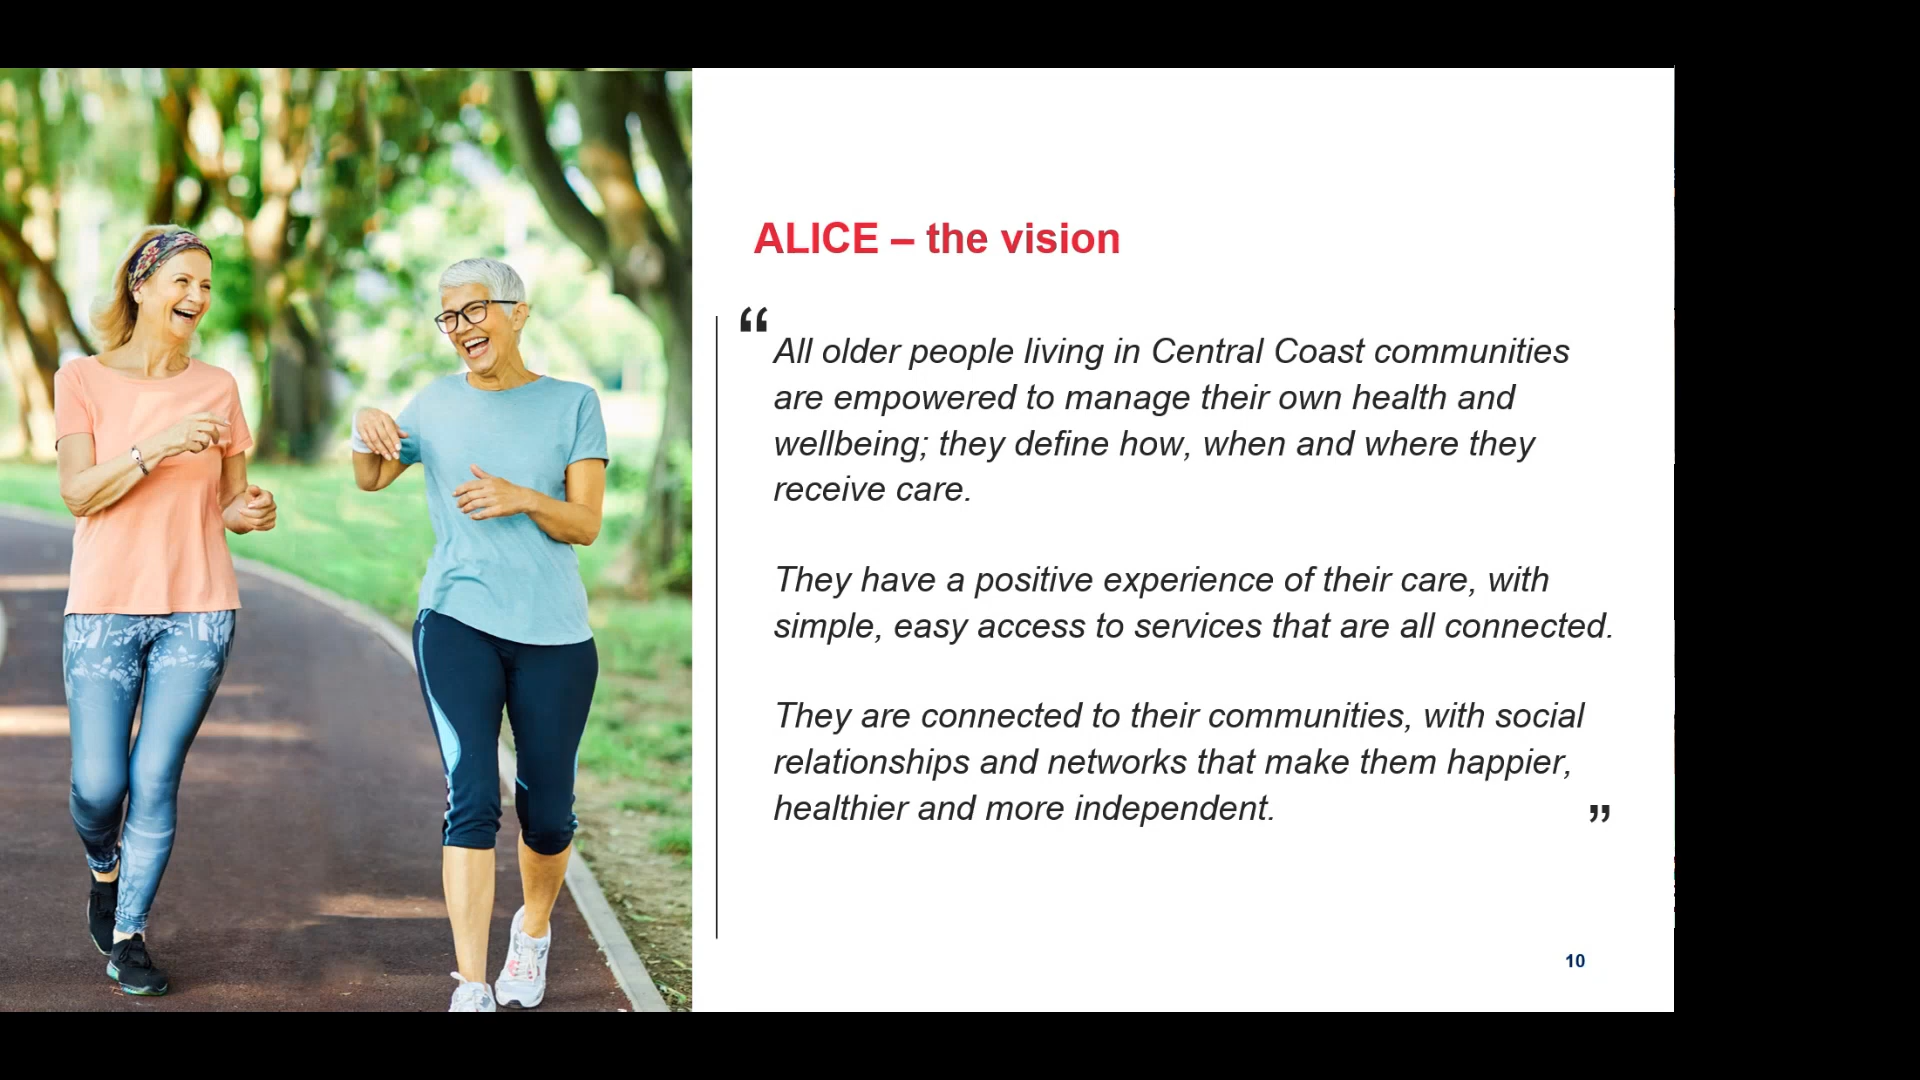 ALICE – the vision
“
All older people living in Central Coast communities
are empowered to manage their own health and
wellbeing; they define how, when and where they
receive care.
They have a positive experience of their care, with
simple, easy access to services that are all connected.
They are connected to their communities, with social
relationships and networks that make them happier,
healthier and more independent.
”
10